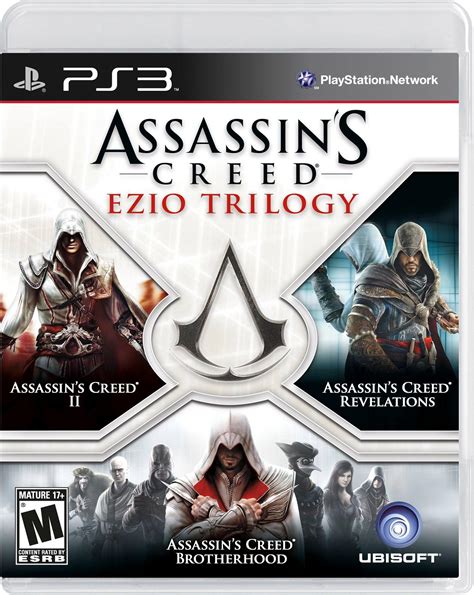 PS3
PlayStation®Network
ASSASSIN'S
CREED®
EZIO TRILOGY
ASSASSIN'S CREED®
II
ASSASSIN'S CREED®
REVELATIONS
MATURE 17+
M
CONTENT RATED BY
ESRB
ASSASSIN'S CREED®
BROTHERHOOD
UBISOFT